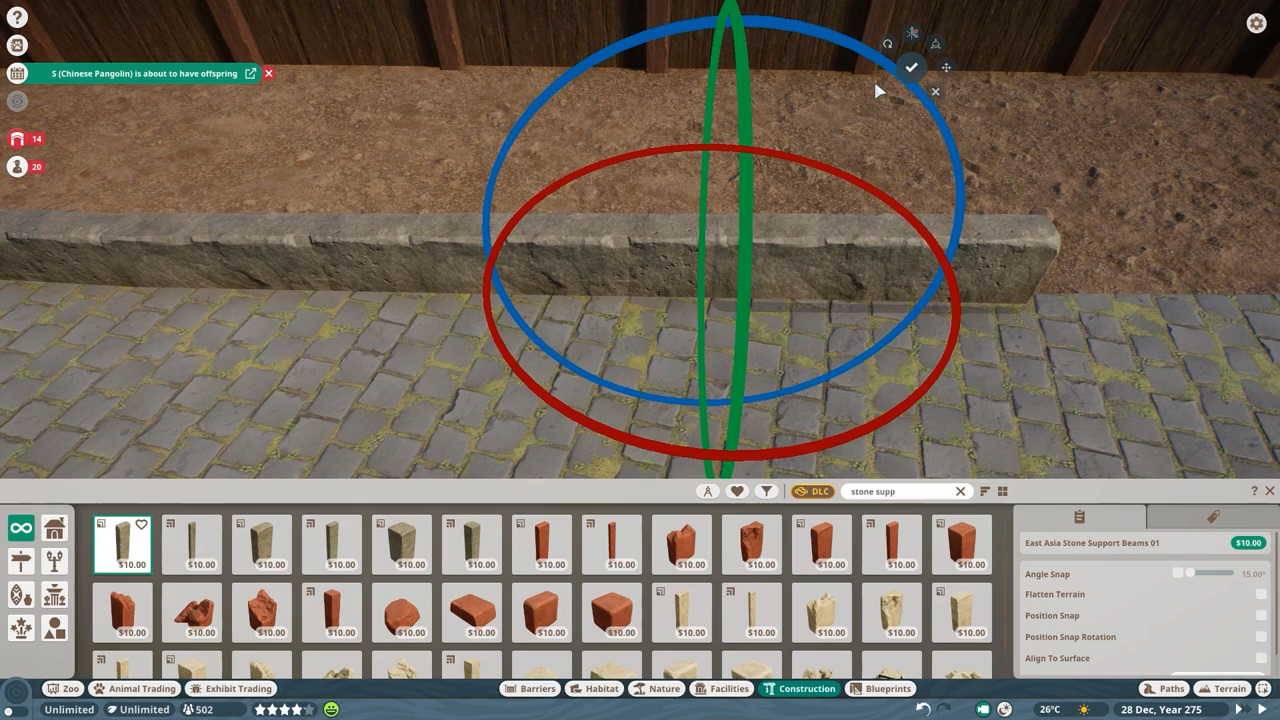 S (Chinese Pangolin) is about to have offspring
14
20
DLC
stone supp
?
$10.00 $10.00 $10.00 $10.00 $10.00 $10.00 $10.00 $10.00 $10.00 $10.00 $10.00 $10.00 $10.00
$10.00 $10.00 $10.00 $10.00 $10.00 $10.00 $10.00 $10.00 $10.00 $10.00 $10.00 $10.00 $10.00
East Asia Stone Support Beams 01 $10.00
Angle Snap 15.00°
Flatten Terrain
Position Snap
Position Snap Rotation
Align To Surface
Zoo Animal Trading Exhibit Trading Barriers Habitat Nature Facilities Construction Blueprints Paths Terrain
Unlimited Unlimited 502 26°C 28 Dec, Year 275